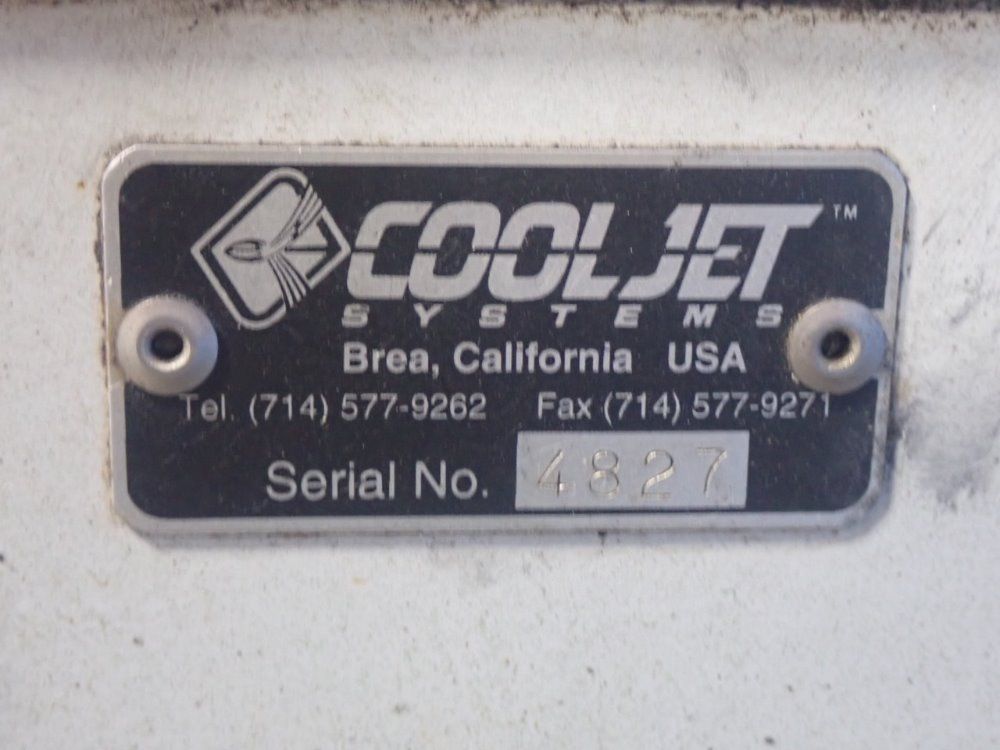 COOLJET™
SYSTEMS
Brea, California USA
Tel. (714) 577-9262 Fax (714) 577-9271
Serial No. 4827